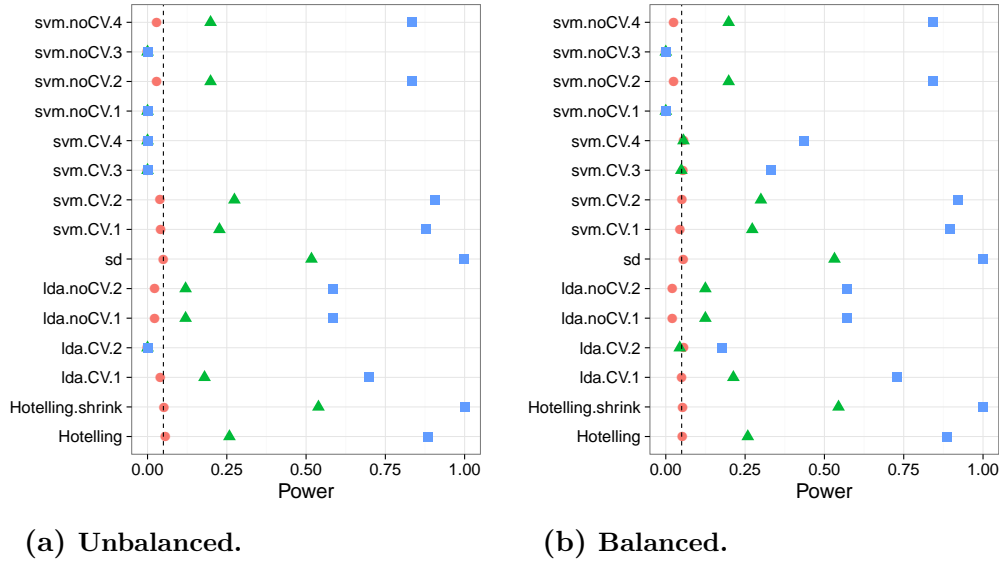 svm.noCV.4
svm.noCV.3
svm.noCV.2
svm.noCV.1
svm.CV.4
svm.CV.3
svm.CV.2
svm.CV.1
sd
lda.noCV.2
lda.noCV.1
lda.CV.2
lda.CV.1
Hotelling.shrink
Hotelling
0.00 0.25 0.50 0.75 1.00
Power
(a) Unbalanced.
svm.noCV.4
svm.noCV.3
svm.noCV.2
svm.noCV.1
svm.CV.4
svm.CV.3
svm.CV.2
svm.CV.1
sd
lda.noCV.2
lda.noCV.1
lda.CV.2
lda.CV.1
Hotelling.shrink
Hotelling
0.00 0.25 0.50 0.75 1.00
Power
(b) Balanced.